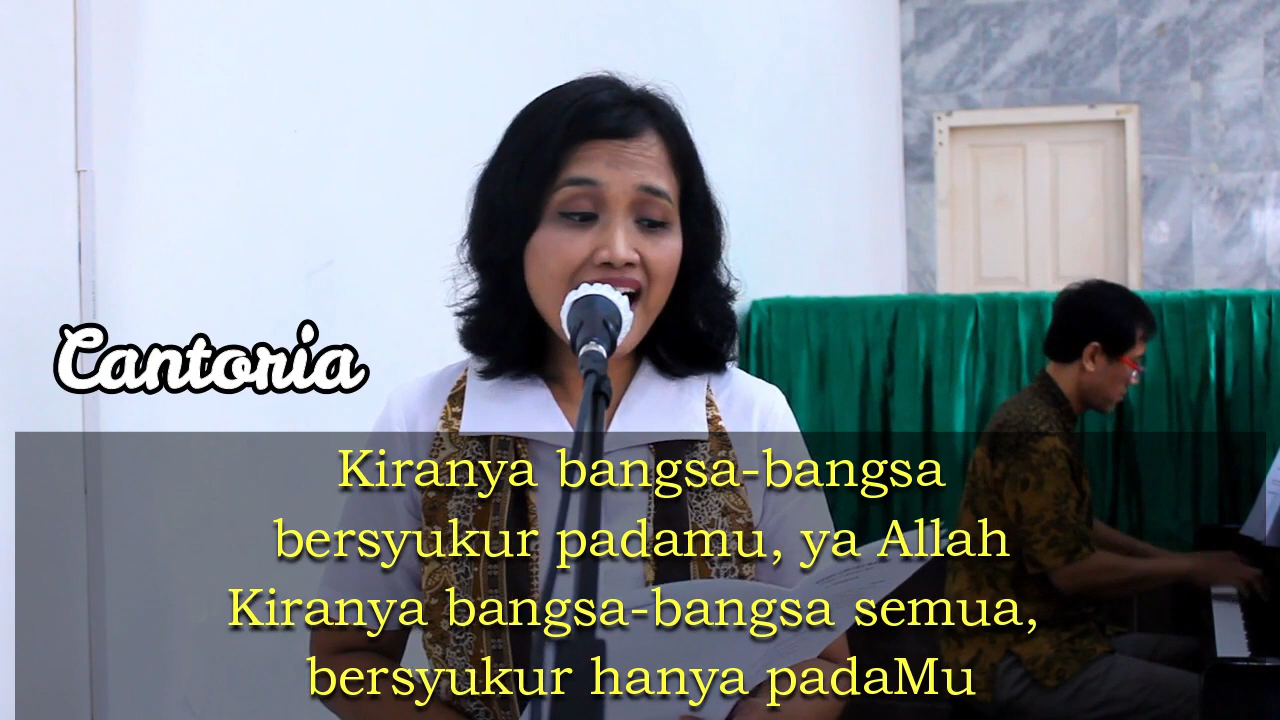 Cantoria
Kiranya bangsa-bangsa
bersyukur padamu, ya Allah
Kiranya bangsa-bangsa semua,
bersyukur hanya padaMu